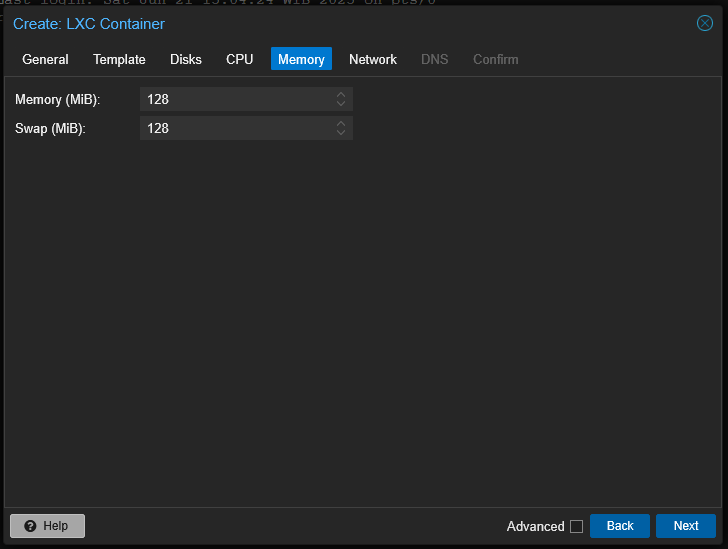 Create: LXC Container
General Template Disks CPU Memory Network DNS Confirm
Memory (MiB): 128
Swap (MiB): 128
Help Advanced Back Next